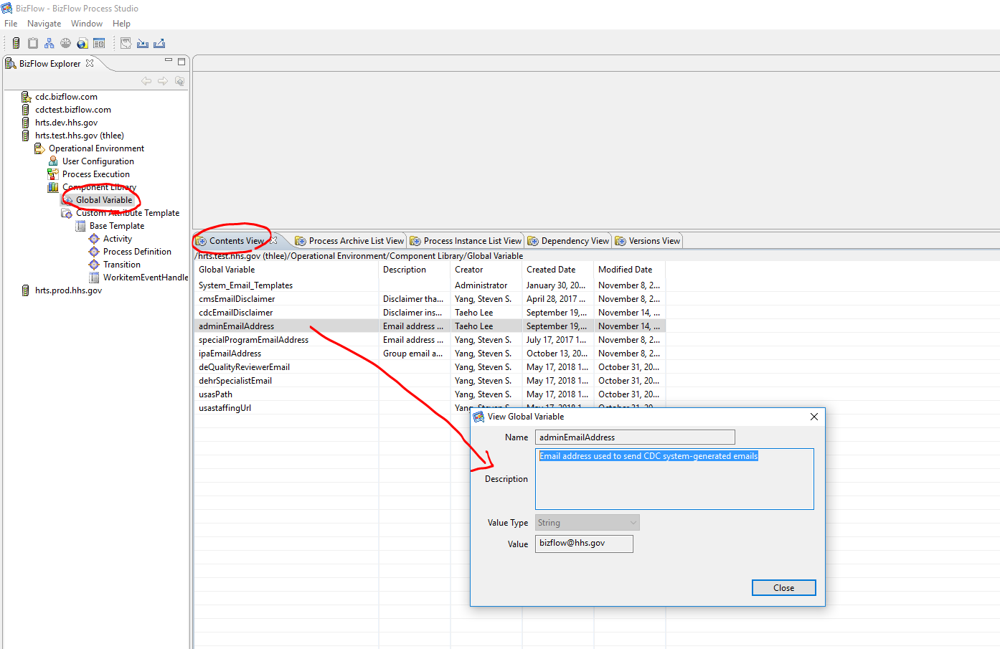 BizFlow - BizFlow Process Studio
File Navigate Window Help
BizFlow Explorer
cdc.bizflow.com
cdctest.bizflow.com
hrts.dev.hhs.gov
hrts.test.hhs.gov (thlee)
Operational Environment
User Configuration
Process Execution
Component Library
Global Variable
Custom Attribute Template
Base Template
Activity
Process Definition
Transition
WorkitemEventHandle
hrts.prod.hhs.gov
Contents View Process Archive List View Process Instance List View Dependency View Versions View
/hrts.test.hhs.gov (thlee)/Operational Environment/Component Library/Global Variable
Global Variable Description Creator Created Date Modified Date
System_Email_Templates Administrator January 30, 20... November 8, 2...
cmsEmailDisclaimer Disclaimer tha... Yang, Steven S. April 28, 2017 ... November 8, 2...
cdcEmailDisclaimer Disclaimer ins... Taeho Lee September 19,... November 14, ...
adminEmailAddress Email address ... Taeho Lee September 19,... November 14, ...
specialProgramEmailAddress Email address ... Yang, Steven S. July 17, 2017 1... November 8, 2...
ipaEmailAddress Group email a... Yang, Steven S. October 13, 20... November 8, 2...
deQualityReviewerEmail Yang, Steven S. May 17, 2018 1... October 31, 20...
dehrSpecialistEmail Yang, Steven S. May 17, 2018 1... October 31, 20...
usasPath Yang, Steven S. May 17, 2018 1... October 31, 20...
usastaffingUrl Yang, Steven S. May 17, 2018 1... October 31, 20...
View Global Variable
Name adminEmailAddress
Email address used to send CDC system-generated emails
Description
Value Type String
Value bizflow@hhs.gov
Close